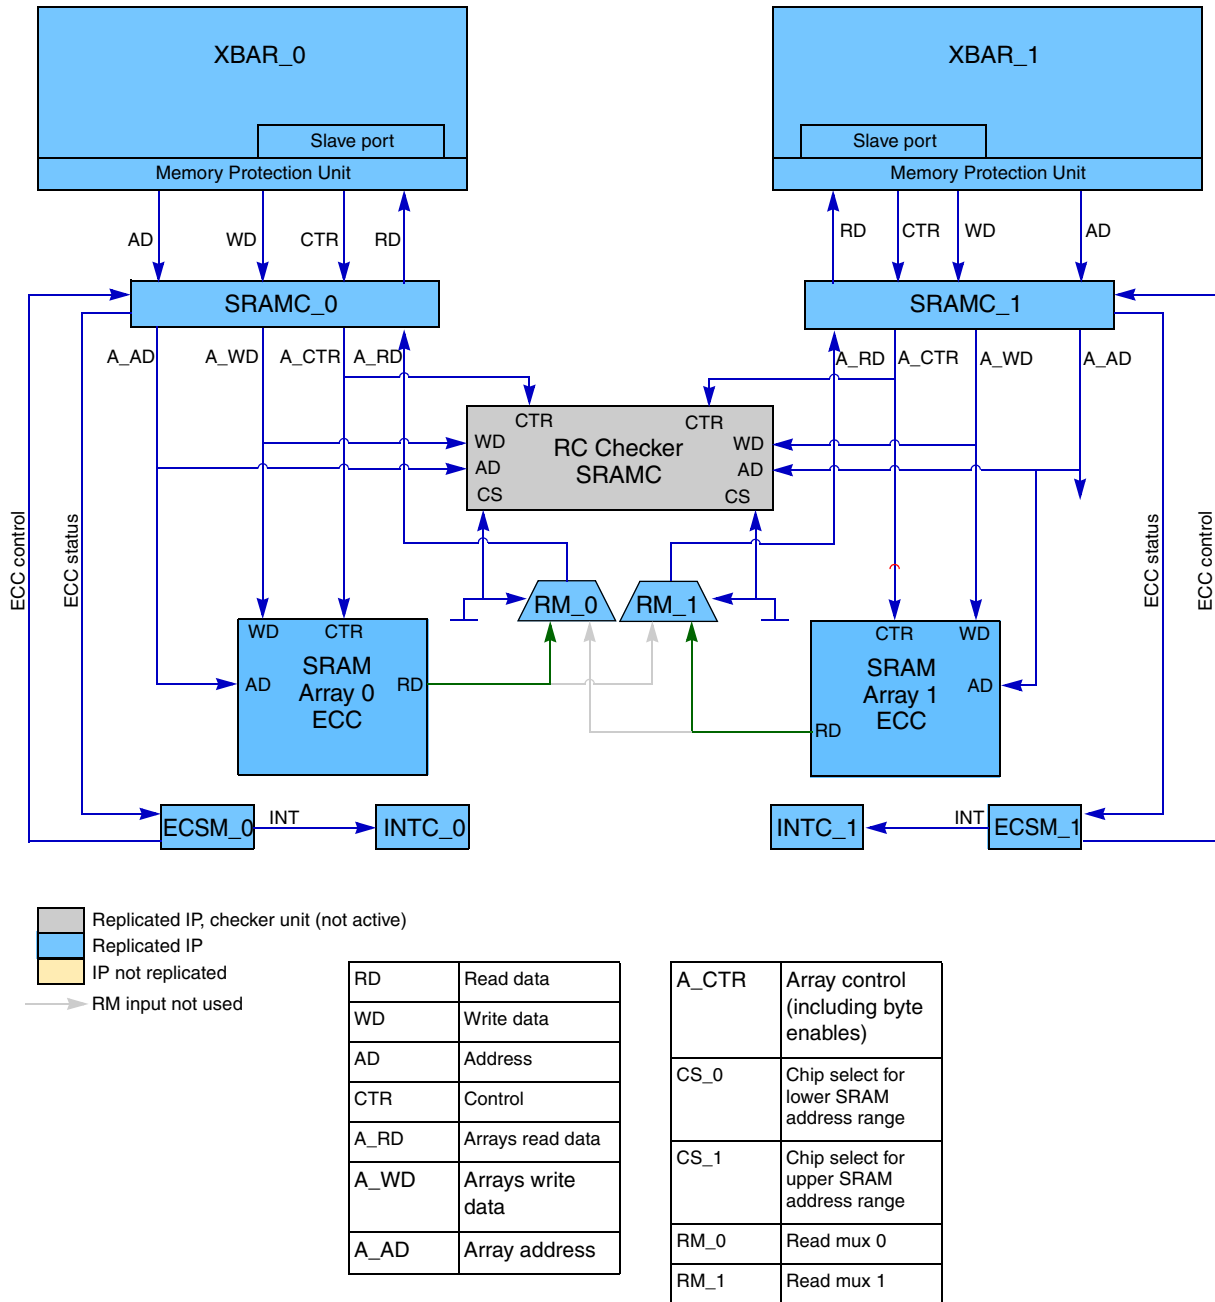 XBAR_0
XBAR_1
Slave port
Slave port
Memory Protection Unit
Memory Protection Unit
AD
WD
CTR
RD
RD
CTR
WD
AD
SRAMC_0
SRAMC_1
A_AD
A_WD
A_CTR
A_RD
A_RD
A_CTR
A_WD
A_AD
CTR
CTR
WD
RC Checker
WD
AD
SRAMC
AD
CS
CS
ECC control
ECC status
ECC status
ECC control
RM_0
RM_1
WD
CTR
CTR
WD
SRAM
Array 0
ECC
AD
RD
SRAM
Array 1
ECC
AD
RD
ECSM_0
INT
INTC_0
INTC_1
INT
ECSM_1
Replicated IP, checker unit (not active)
Replicated IP
IP not replicated
RM input not used
RD
Read data
WD
Write data
AD
Address
CTR
Control
A_RD
Arrays read data
A_WD
Arrays write
data
A_AD
Array address
A_CTR
Array control
(including byte
enables)
CS_0
Chip select for
lower SRAM
address range
CS_1
Chip select for
upper SRAM
address range
RM_0
Read mux 0
RM_1
Read mux 1